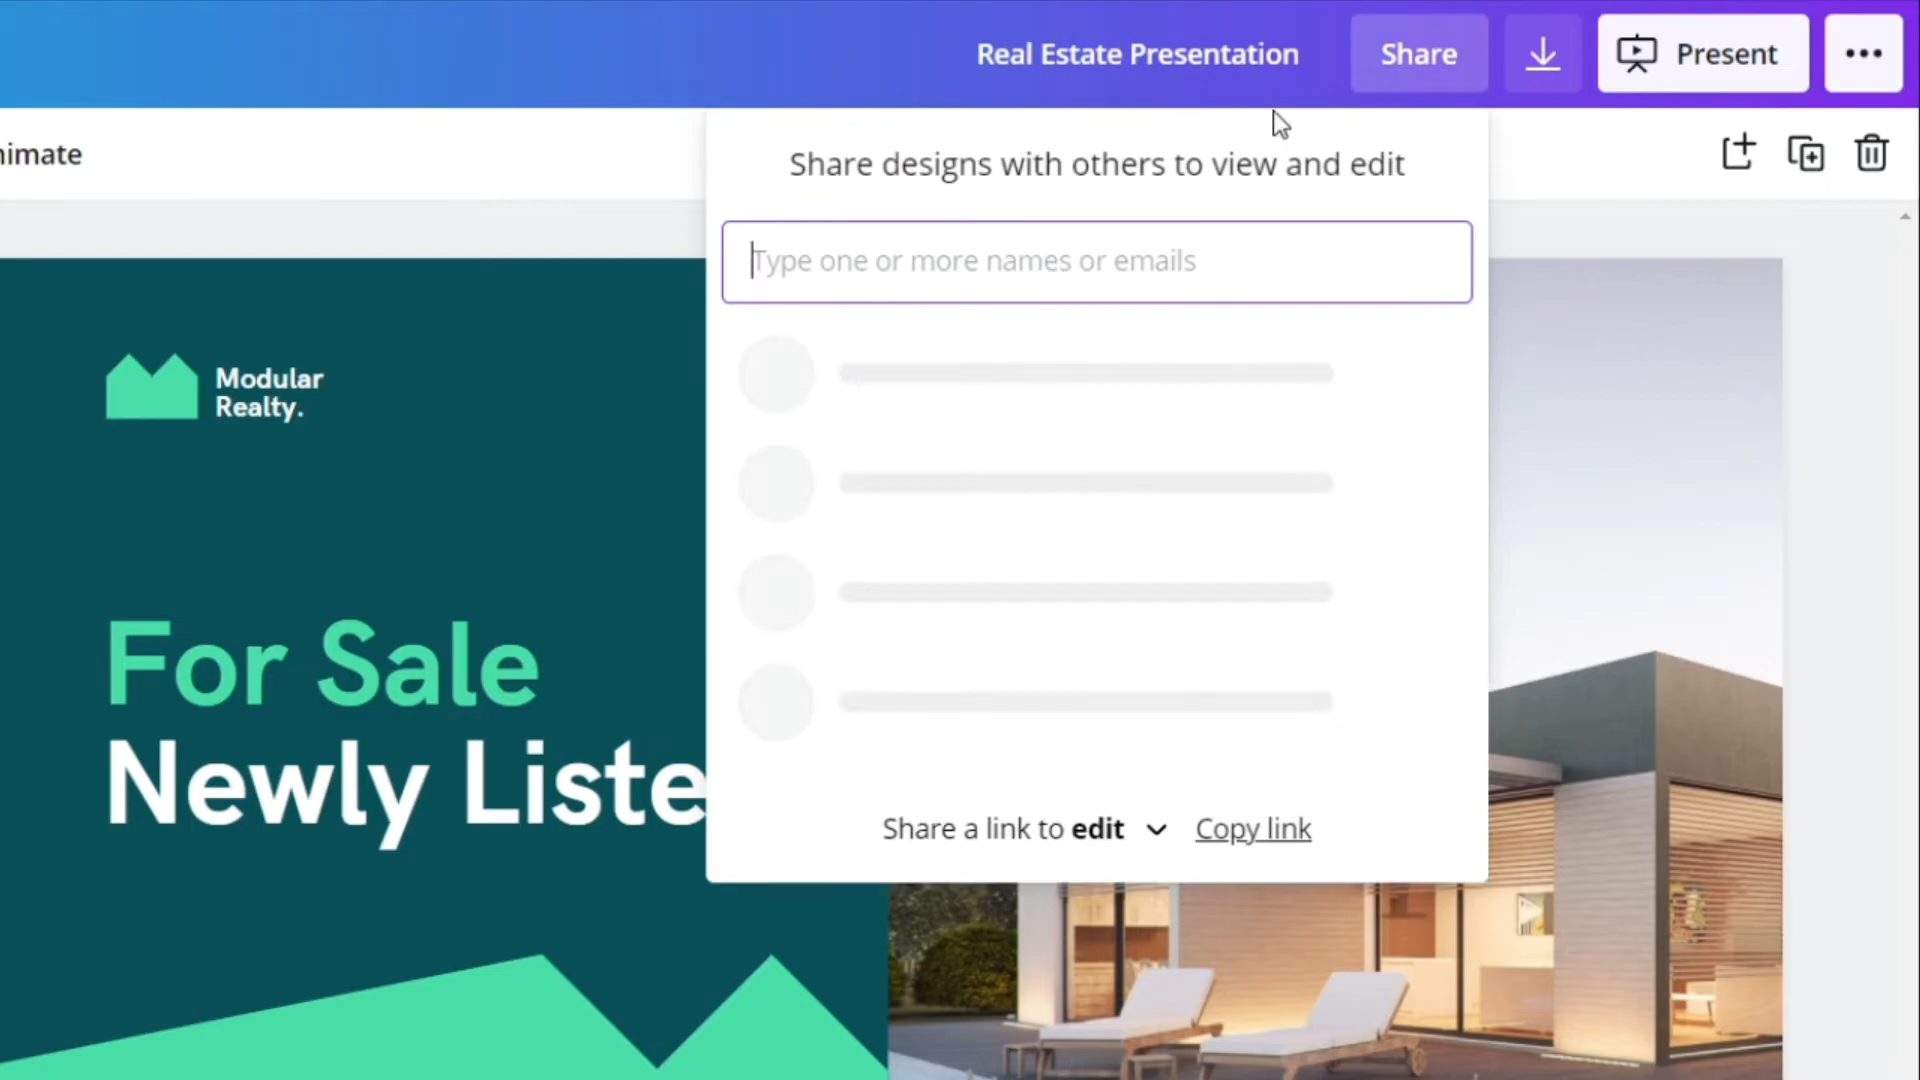 Real Estate Presentation
Share
Present
nimate
Share designs with others to view and edit
Type one or more names or emails
Modular
Realty.
For Sale
Newly Liste
Share a link to edit
Copy link